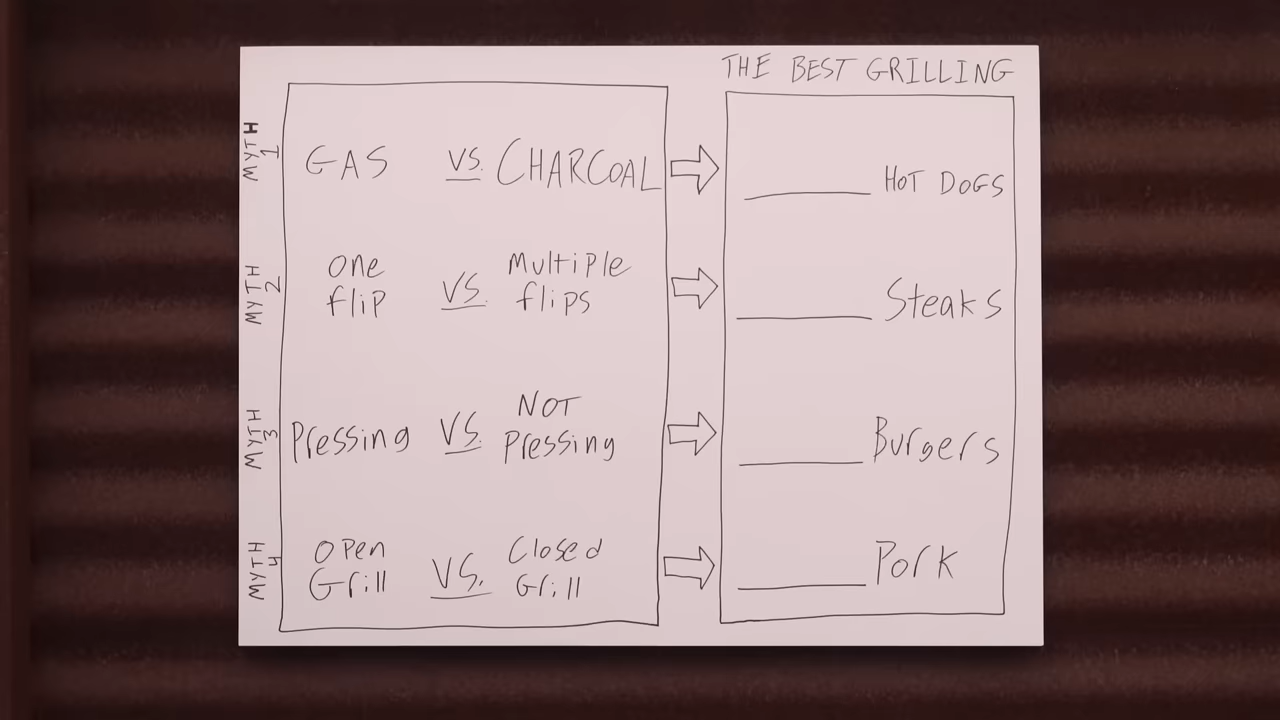 THE BEST GRILLING
MYTH 1
GAS VS. CHARCOAL
HOT DOGS
MYTH 2
One flip VS. Multiple flips
Steaks
MYTH 3
Pressing VS. NOT Pressing
Burgers
MYTH 4
Open Grill VS. Closed Grill
Pork